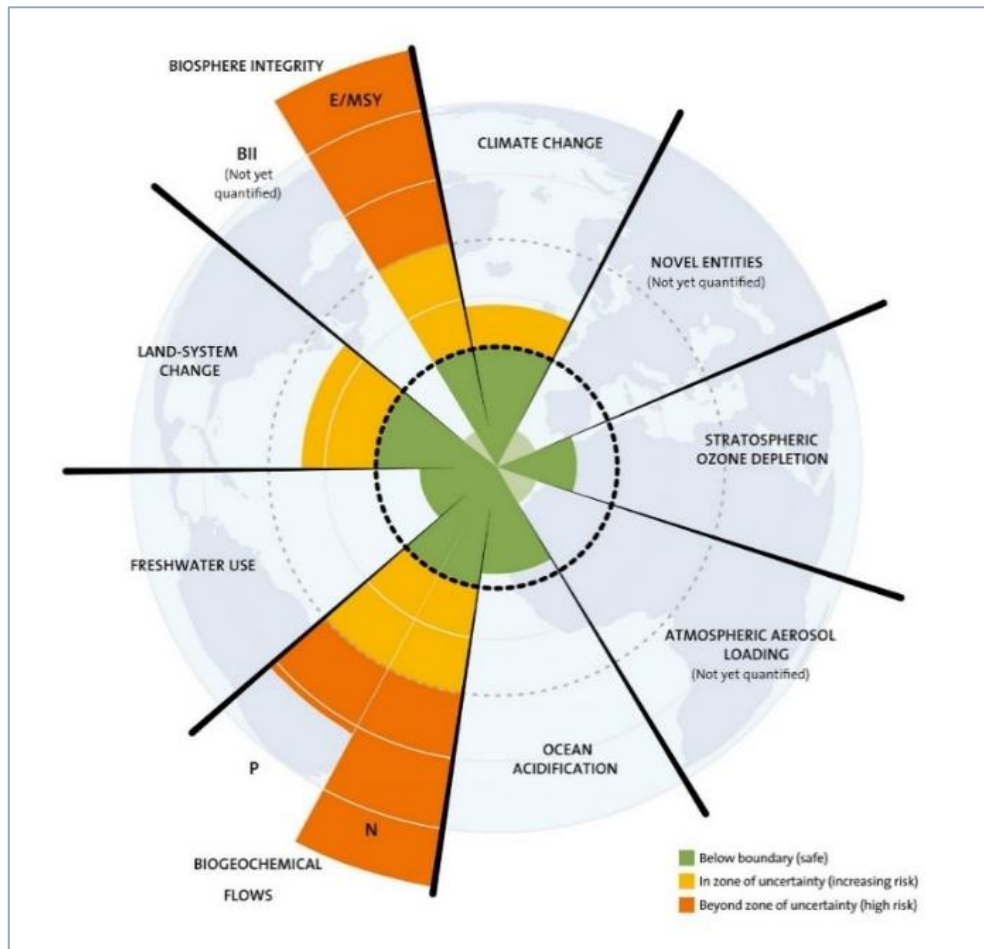 BIOSPHERE INTEGRITY
E/MSY
BII
(Not yet
quantified)
CLIMATE CHANGE
NOVEL ENTITIES
(Not yet quantified)
LAND-SYSTEM
CHANGE
STRATOSPHERIC
OZONE DEPLETION
FRESHWATER USE
ATMOSPHERIC AEROSOL
LOADING
(Not yet quantified)
OCEAN
ACIDIFICATION
P
N
BIOGEOCHEMICAL
FLOWS
Below boundary (safe)
In zone of uncertainty (increasing risk)
Beyond zone of uncertainty (high risk)